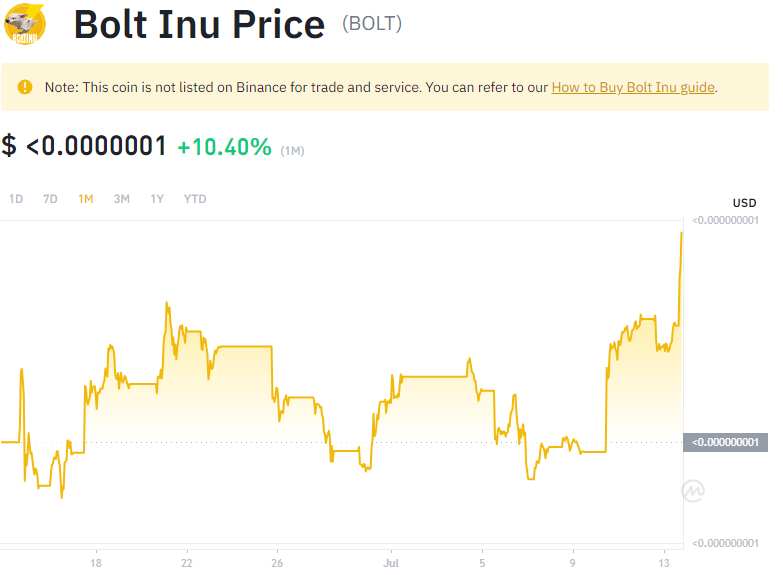 Bolt Inu Price (BOLT)
Note: This coin is not listed on Binance for trade and service. You can refer to our How to Buy Bolt Inu guide.
$ <0.0000001 +10.40% (1M)
1D 7D 1M 3M 1Y YTD
USD
<0.000000001
<0.000000001
<0.000000001
18 22 26 Jul 5 9 13